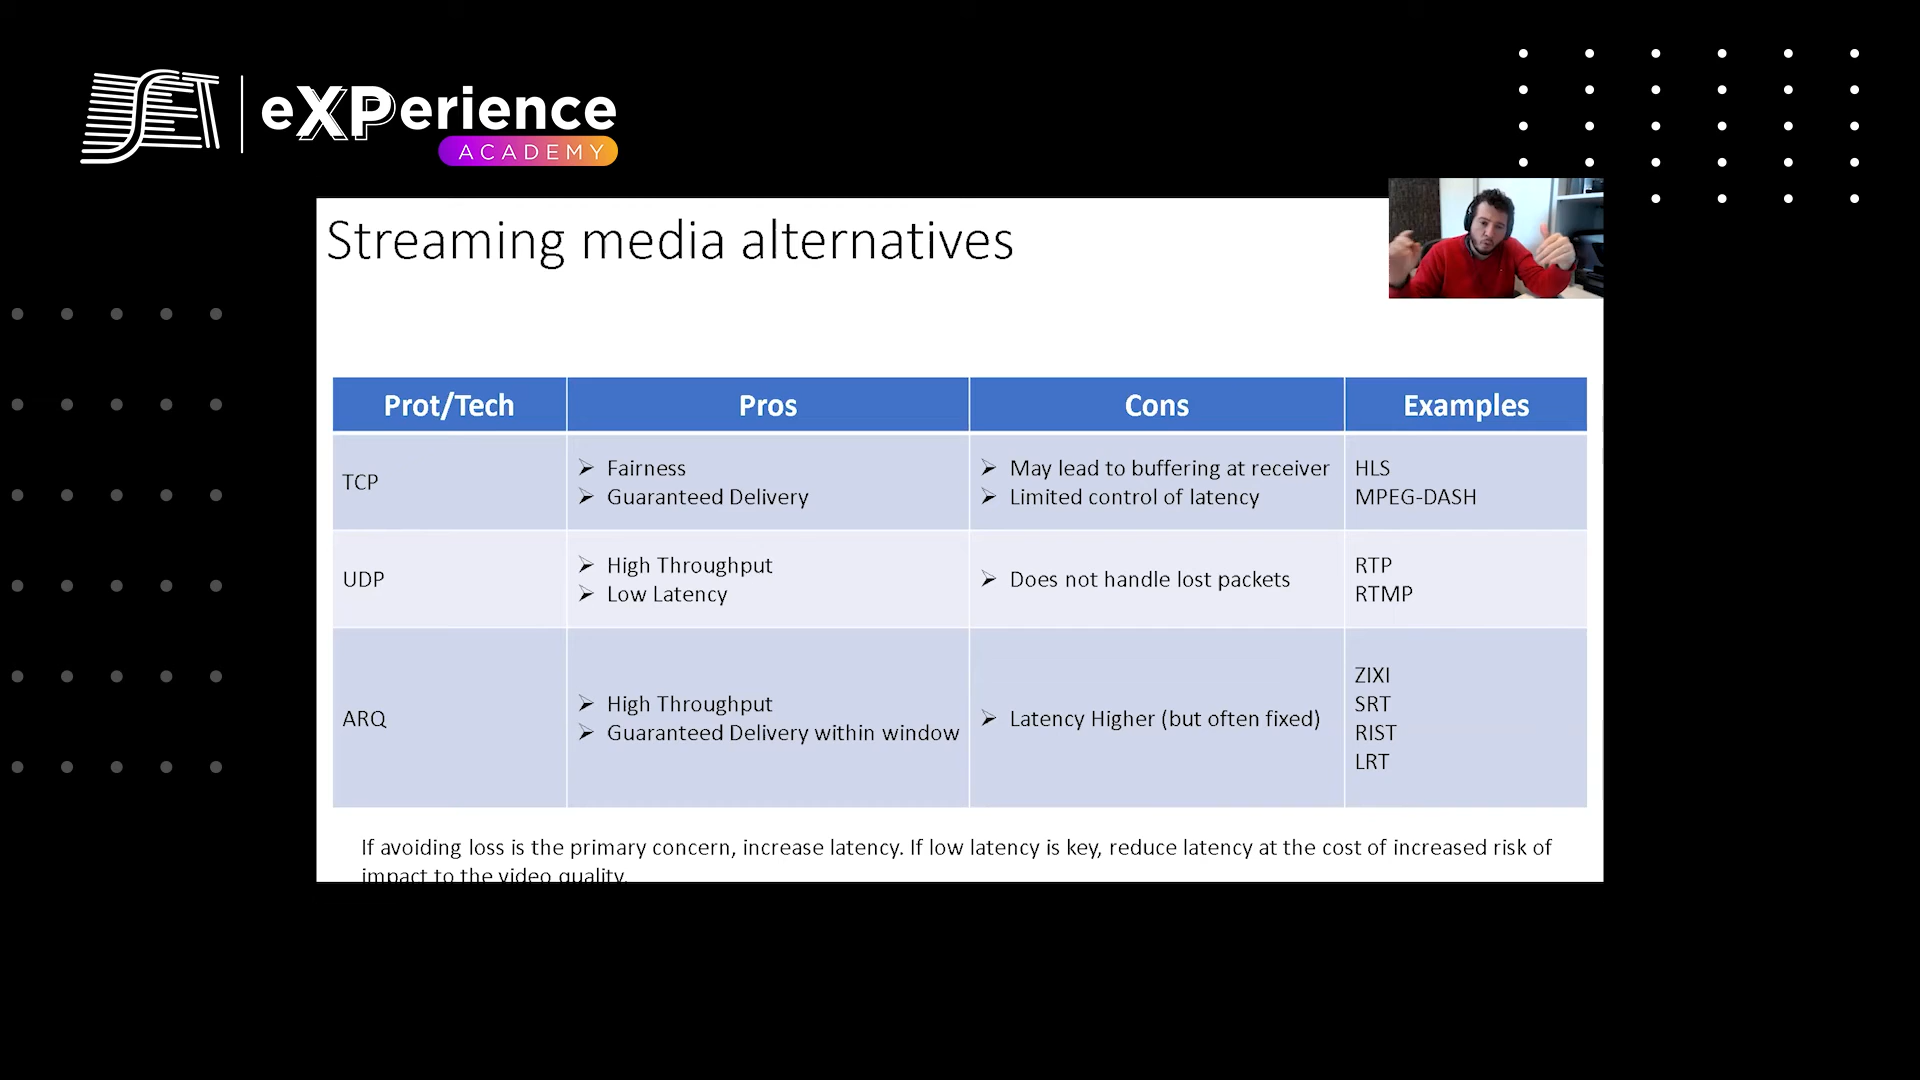 SET
eXPerience
ACADEMY
Streaming media alternatives
Prot/Tech Pros Cons Examples
TCP
➢ Fairness
➢ Guaranteed Delivery
➢ May lead to buffering at receiver
➢ Limited control of latency
HLS
MPEG-DASH
UDP
➢ High Throughput
➢ Low Latency
➢ Does not handle lost packets
RTP
RTMP
ARQ
➢ High Throughput
➢ Guaranteed Delivery within window
➢ Latency Higher (but often fixed)
ZIXI
SRT
RIST
LRT
If avoiding loss is the primary concern, increase latency. If low latency is key, reduce latency at the cost of increased risk of
impact to the video quality.